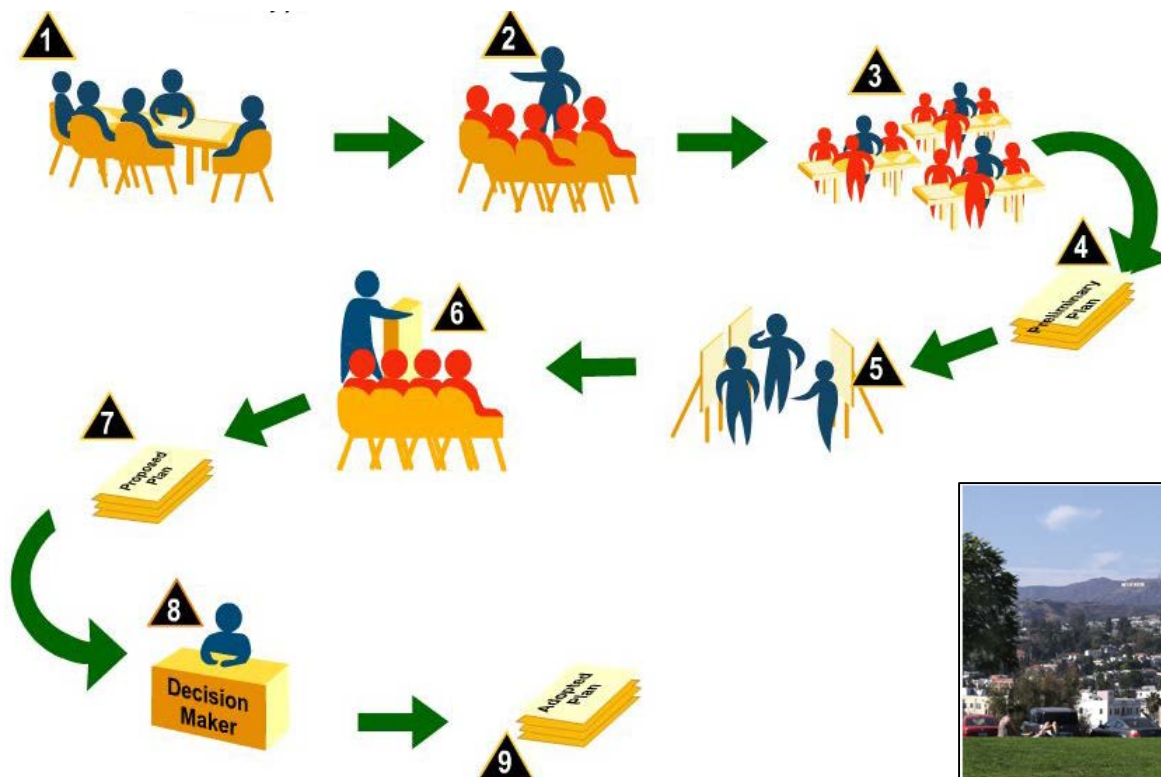 1
2
3
4
Preliminary
Plan
5
6
7
Proposed
Plan
8
Decision
Maker
9
Adopted
Plan